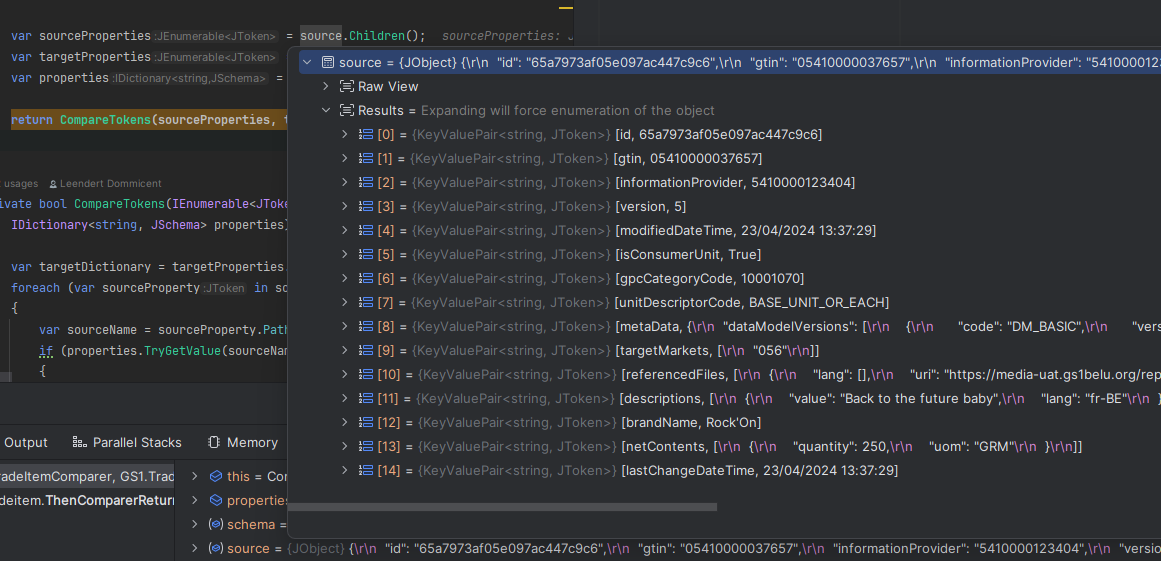 var sourceProperties :JEnumerable<JToken> = source.Children(); sourceProperties: J
var targetProperties :JEnumerable<JToken>
var properties :IDictionary<string,JSchema> =
return CompareTokens(sourceProperties, t
usages Leendert Dommicent
ivate bool CompareTokens(IEnumerable<JToke
IDictionary<string, JSchema> properties)
var targetDictionary = targetProperties.
foreach (var sourceProperty :JToken in so
{
var sourceName = sourceProperty.Path
if (properties.TryGetValue(sourceNam
{
source = {JObject} {\r\n "id": "65a7973af05e097ac447c9c6",\r\n "gtin": "05410000037657",\r\n "informationProvider": "541000012
Raw View
Results = Expanding will force enumeration of the object
[0] = {KeyValuePair<string, JToken>} [id, 65a7973af05e097ac447c9c6]
[1] = {KeyValuePair<string, JToken>} [gtin, 05410000037657]
[2] = {KeyValuePair<string, JToken>} [informationProvider, 5410000123404]
[3] = {KeyValuePair<string, JToken>} [version, 5]
[4] = {KeyValuePair<string, JToken>} [modifiedDateTime, 23/04/2024 13:37:29]
[5] = {KeyValuePair<string, JToken>} [isConsumerUnit, True]
[6] = {KeyValuePair<string, JToken>} [gpcCategoryCode, 10001070]
[7] = {KeyValuePair<string, JToken>} [unitDescriptorCode, BASE_UNIT_OR_EACH]
[8] = {KeyValuePair<string, JToken>} [metaData, {\r\n "dataModelVersions": [\r\n {\r\n "code": "DM_BASIC",\r\n "vers
[9] = {KeyValuePair<string, JToken>} [targetMarkets, [\r\n "056"\r\n]]
[10] = {KeyValuePair<string, JToken>} [referencedFiles, [\r\n {\r\n "lang": [],\r\n "uri": "https://media-uat.gs1belu.org/rep
[11] = {KeyValuePair<string, JToken>} [descriptions, [\r\n {\r\n "value": "Back to the future baby",\r\n "lang": "fr-BE"\r\n }
[12] = {KeyValuePair<string, JToken>} [brandName, Rock'On]
[13] = {KeyValuePair<string, JToken>} [netContents, [\r\n {\r\n "quantity": 250,\r\n "uom": "GRM"\r\n }\r\n]]
[14] = {KeyValuePair<string, JToken>} [lastChangeDateTime, 23/04/2024 13:37:29]
Output Parallel Stacks Memory
adeItemComparer, GS1.Trad
deitem.ThenComparerReturn
this = Cor
properties
schema =
source = {JObject} {\r\n "id": "65a7973af05e097ac447c9c6",\r\n "gtin": "05410000037657",\r\n "informationProvider": "5410000123404",\r\n "versio